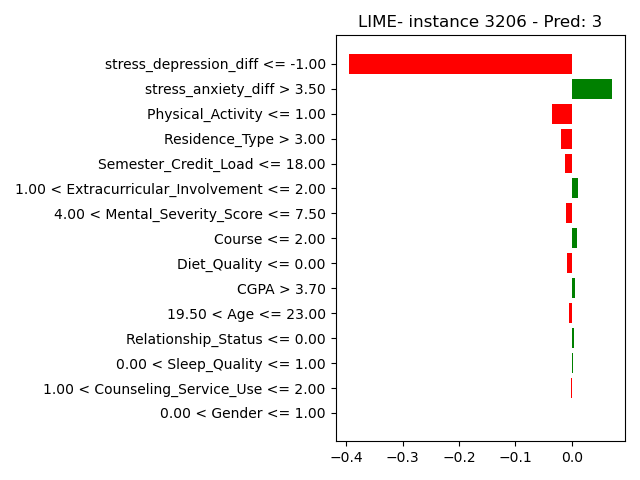 LIME- instance 3206 - Pred: 3
stress_depression_diff <= -1.00
stress_anxiety_diff > 3.50
Physical_Activity <= 1.00
Residence_Type > 3.00
Semester_Credit_Load <= 18.00
1.00 < Extracurricular_Involvement <= 2.00
4.00 < Mental_Severity_Score <= 7.50
Course <= 2.00
Diet_Quality <= 0.00
CGPA > 3.70
19.50 < Age <= 23.00
Relationship_Status <= 0.00
0.00 < Sleep_Quality <= 1.00
1.00 < Counseling_Service_Use <= 2.00
0.00 < Gender <= 1.00
−0.4 −0.3 −0.2 −0.1 0.0